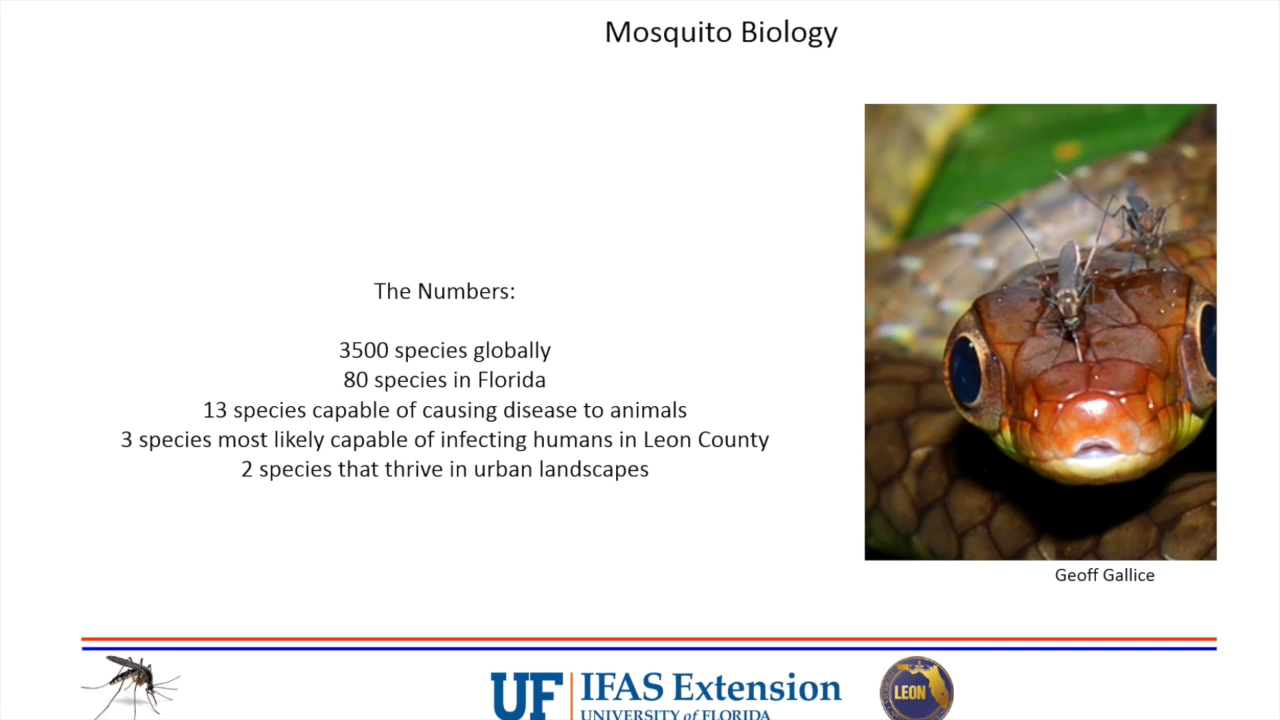 Mosquito Biology
The Numbers:
3500 species globally
80 species in Florida
13 species capable of causing disease to animals
3 species most likely capable of infecting humans in Leon County
2 species that thrive in urban landscapes
Geoff Gallice
UF IFAS Extension
UNIVERSITY of FLORIDA
LEON